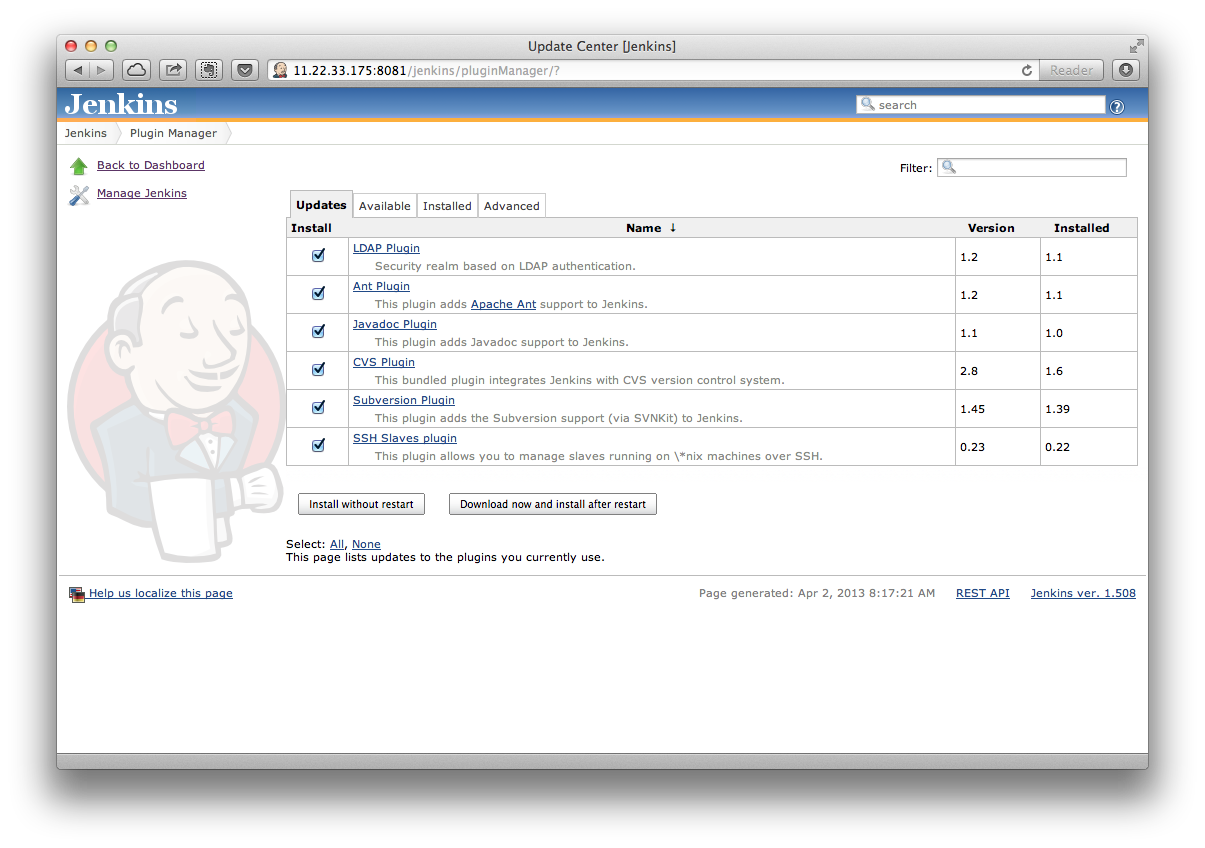 Update Center [Jenkins]
11.22.33.175:8081/jenkins/pluginManager/?
Reader
Jenkins
search
Jenkins Plugin Manager
Back to Dashboard
Manage Jenkins
Filter:
Updates Available Installed Advanced
Install Name ↓ Version Installed
LDAP Plugin
Security realm based on LDAP authentication.
1.2 1.1
Ant Plugin
This plugin adds Apache Ant support to Jenkins.
1.2 1.1
Javadoc Plugin
This plugin adds Javadoc support to Jenkins.
1.1 1.0
CVS Plugin
This bundled plugin integrates Jenkins with CVS version control system.
2.8 1.6
Subversion Plugin
This plugin adds the Subversion support (via SVNKit) to Jenkins.
1.45 1.39
SSH Slaves plugin
This plugin allows you to manage slaves running on \*nix machines over SSH.
0.23 0.22
Install without restart Download now and install after restart
Select: All, None
This page lists updates to the plugins you currently use.
Help us localize this page Page generated: Apr 2, 2013 8:17:21 AM REST API Jenkins ver. 1.508